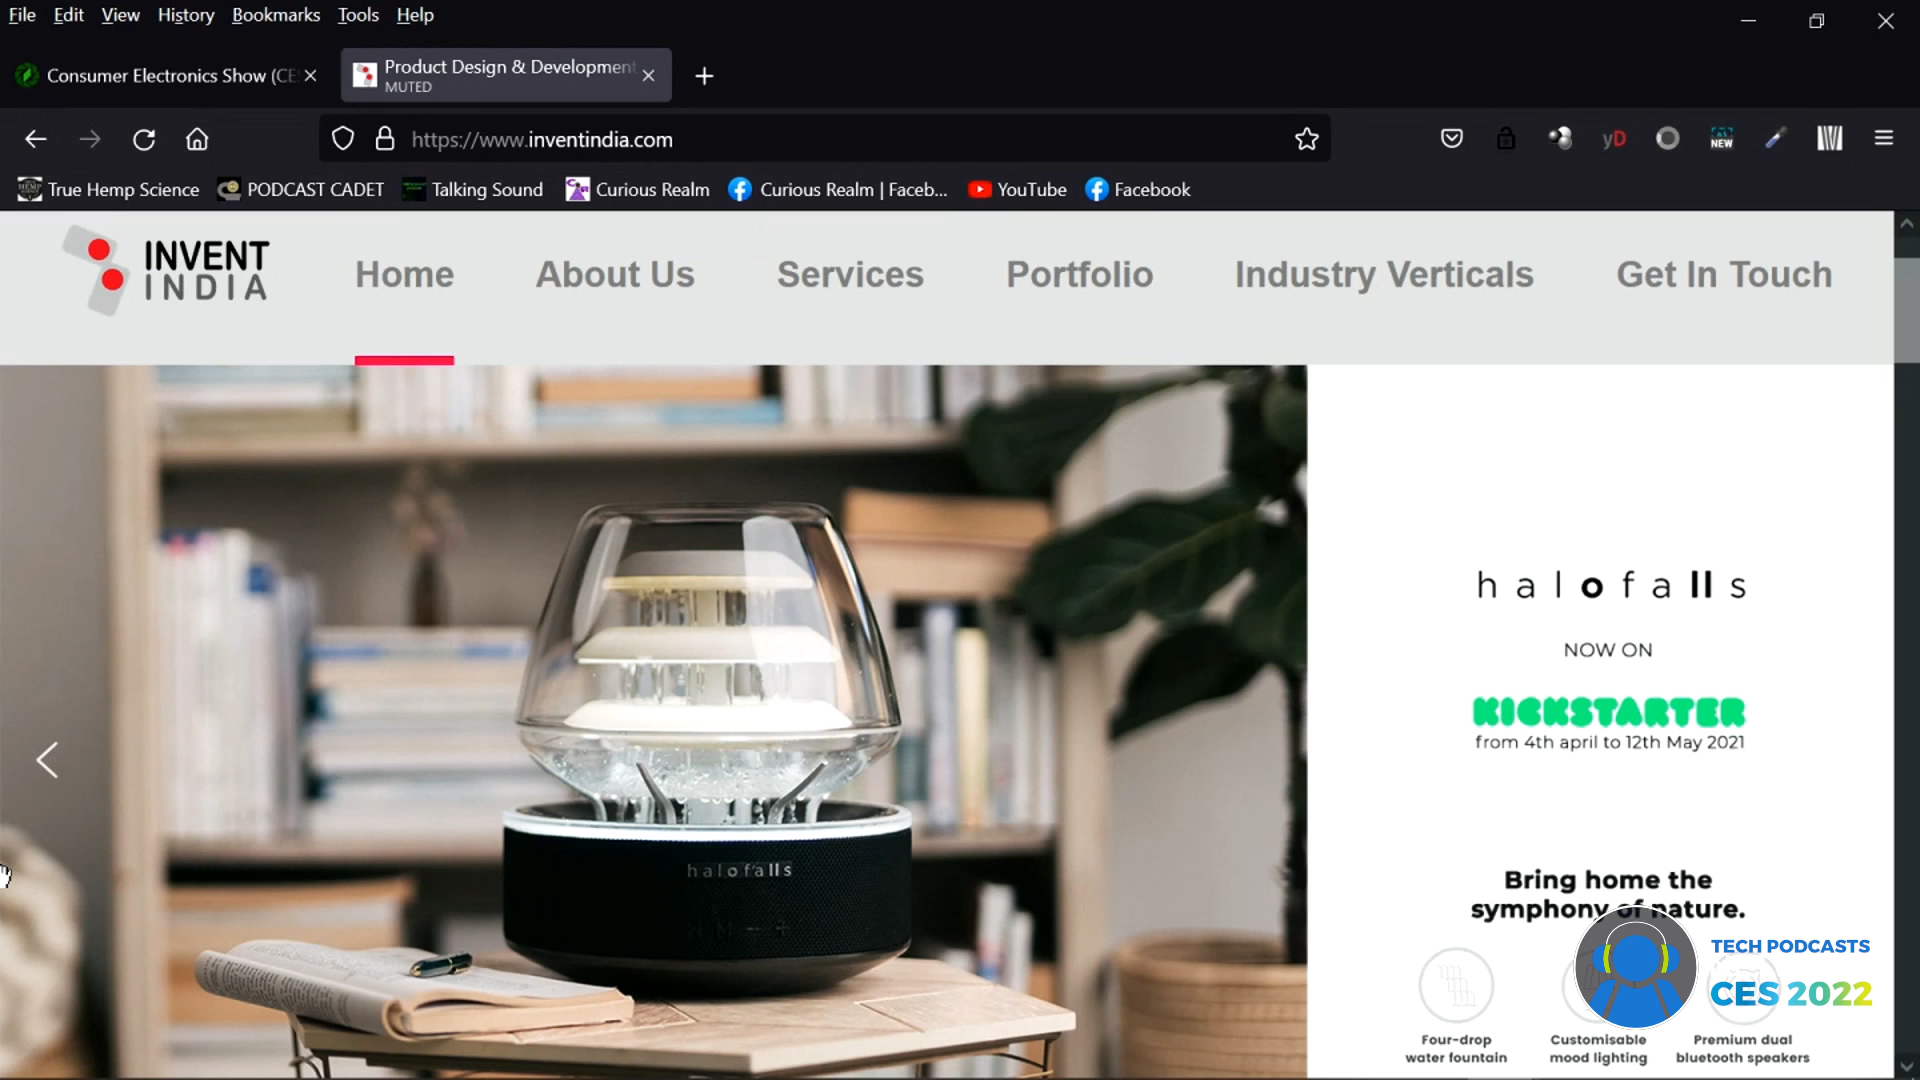 File Edit View History Bookmarks Tools Help
Consumer Electronics Show (CE
Product Design & Development
MUTED
https://www.inventindia.com
yD
NEW
True Hemp Science PODCAST CADET Talking Sound Curious Realm Curious Realm | Faceb... YouTube Facebook
INVENT
INDIA
Home About Us Services Portfolio Industry Verticals Get In Touch
halofalls
NOW ON
KICKSTARTER
from 4th april to 12th May 2021
halofalls
Bring home the
symphony of nature.
TECH PODCASTS
CES 2022
Four-drop
water fountain
Customisable
mood lighting
Premium dual
bluetooth speakers